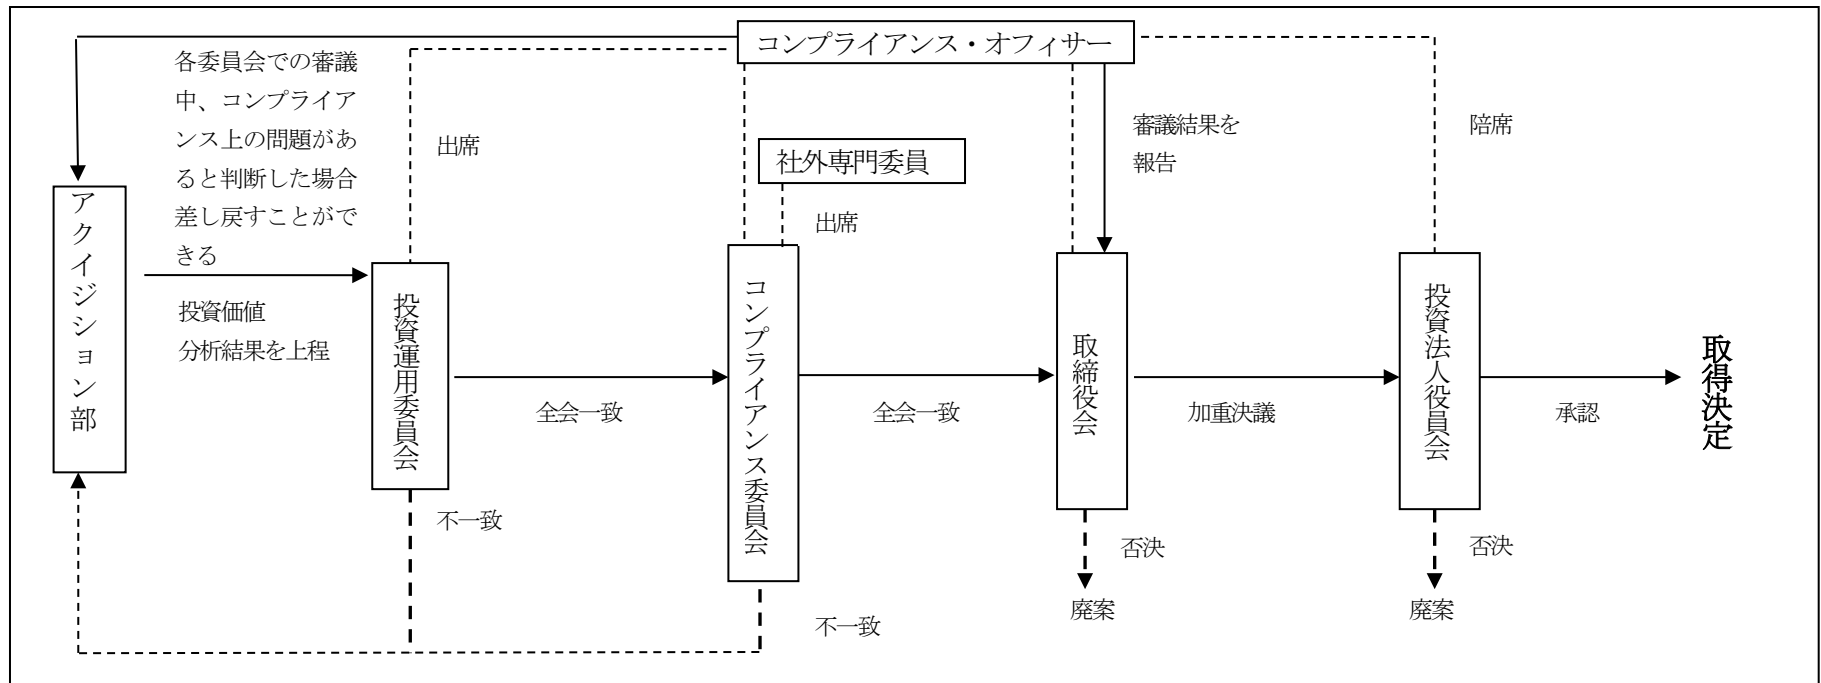 コンプライアンス・オフィサー
各委員会での審議
中、コンプライア
ンス上の問題があ
ると判断した場合
差し戻すことがで
きる
出席
社外専門委員
出席
審議結果を
報告
陪席
アクイジション部
投資価値
分析結果を上程
投資運用委員会
全会一致
コンプライアンス委員会
全会一致
取締役会
加重決議
投資法人役員会
承認
取得決定
不一致
不一致
否決
廃案
否決
廃案